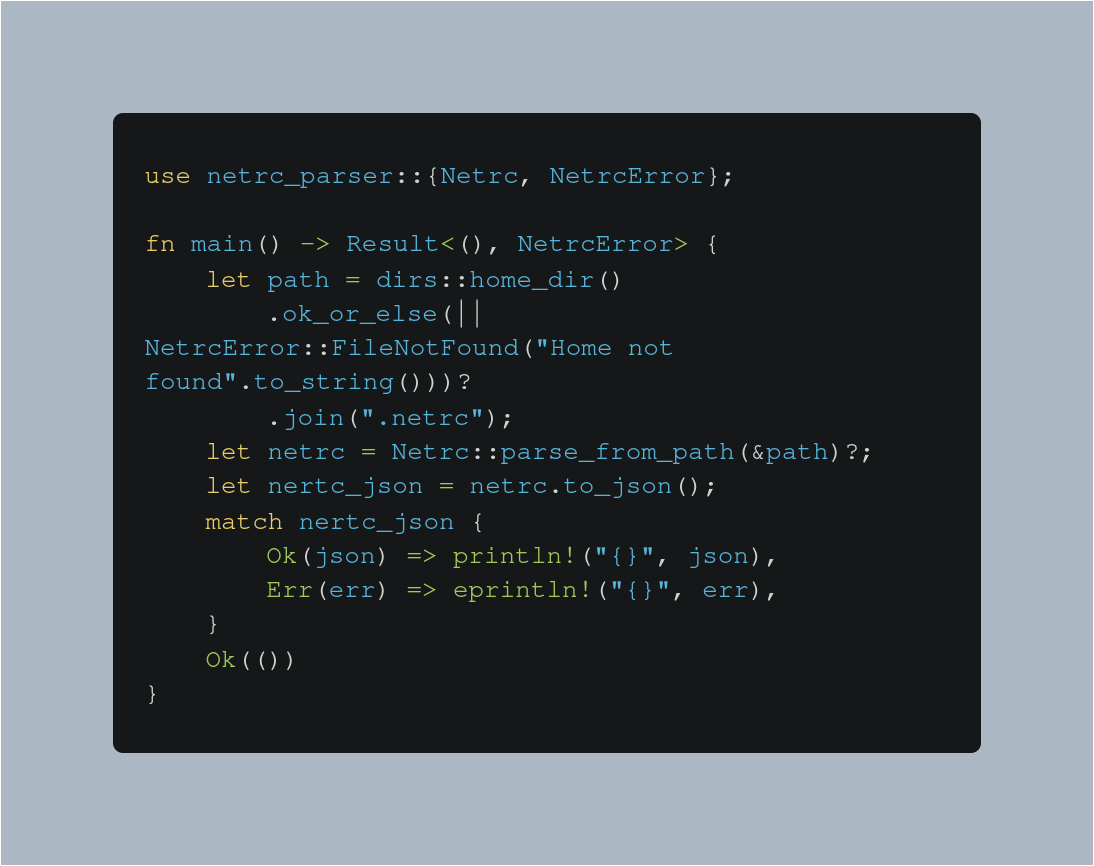 use netrc_parser::{Netrc, NetrcError};

fn main() -> Result<(), NetrcError> {
    let path = dirs::home_dir()
        .ok_or_else(||
NetrcError::FileNotFound("Home not
found".to_string()))?
        .join(".netrc");
    let netrc = Netrc::parse_from_path(&path)?;
    let nertc_json = netrc.to_json();
    match nertc_json {
        Ok(json) => println!("{}", json),
        Err(err) => eprintln!("{}", err),
    }
    Ok(())
}